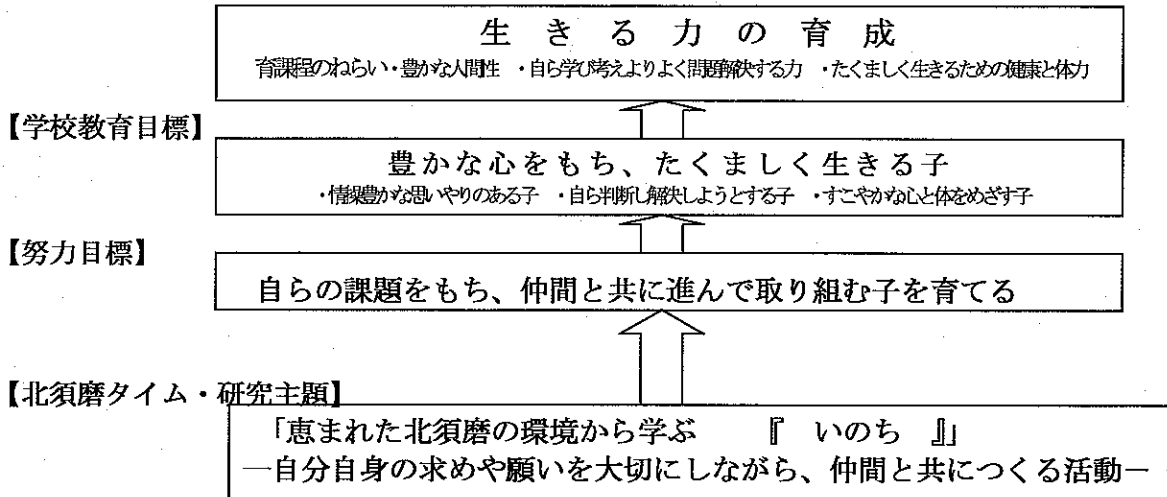 生きる力の育成
育課程のねらい・豊かな人間性 ・自ら学び考えよりよく問題解決する力 ・たくましく生きるための健康と体力
【学校教育目標】
豊かな心をもち、たくましく生きる子
・情操豊かな思いやりのある子 ・自ら判断し解決しようとする子 ・すこやかな心と体をめざす子
【努力目標】
自らの課題をもち、仲間と共に進んで取り組む子を育てる
【北須磨タイム・研究主題】
「恵まれた北須磨の環境から学ぶ 『 いのち 』」
―自分自身の求めや願いを大切にしながら、仲間と共につくる活動―